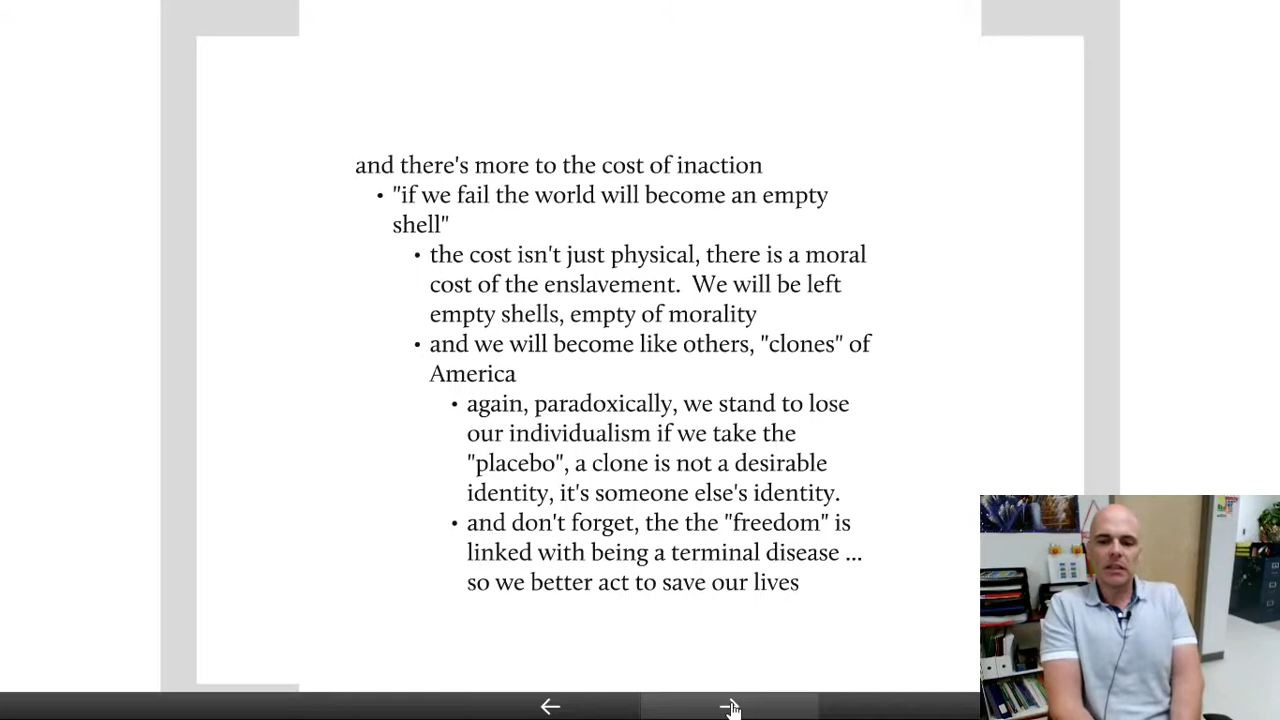 and there's more to the cost of inaction
• "if we fail the world will become an empty
shell"
• the cost isn't just physical, there is a moral
cost of the enslavement.  We will be left
empty shells, empty of morality
• and we will become like others, "clones" of
America
• again, paradoxically, we stand to lose
our individualism if we take the
"placebo", a clone is not a desirable
identity, it's someone else's identity.
• and don't forget, the the "freedom" is
linked with being a terminal disease ...
so we better act to save our lives